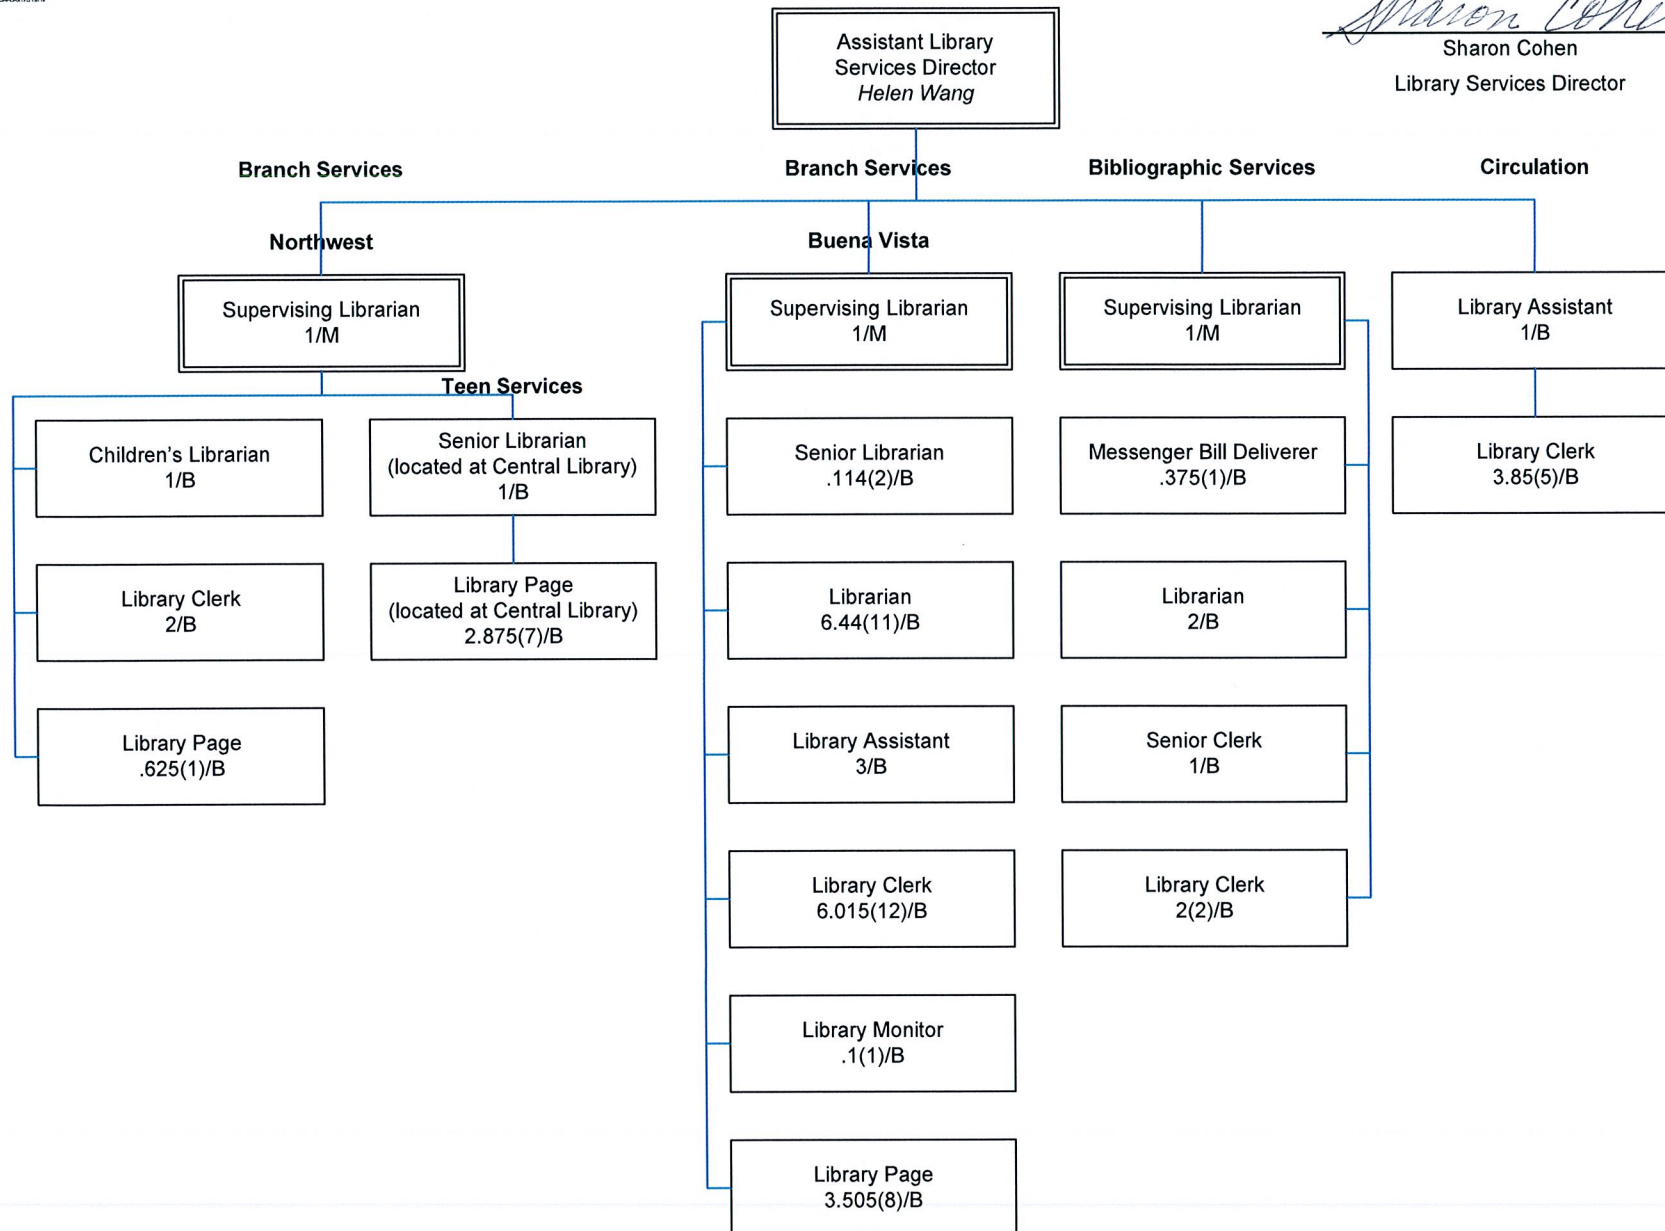 Assistant Library
Services Director
Helen Wang
Sharon Cohen
Library Services Director
Branch Services
Branch Services
Bibliographic Services
Circulation
Northwest
Buena Vista
Supervising Librarian
1/M
Supervising Librarian
1/M
Supervising Librarian
1/M
Library Assistant
1/B
Teen Services
Children's Librarian
1/B
Senior Librarian
(located at Central Library)
1/B
Senior Librarian
.114(2)/B
Messenger Bill Deliverer
.375(1)/B
Library Clerk
3.85(5)/B
Library Clerk
2/B
Library Page
(located at Central Library)
2.875(7)/B
Librarian
6.44(11)/B
Librarian
2/B
Library Page
.625(1)/B
Library Assistant
3/B
Senior Clerk
1/B
Library Clerk
6.015(12)/B
Library Clerk
2(2)/B
Library Monitor
.1(1)/B
Library Page
3.505(8)/B